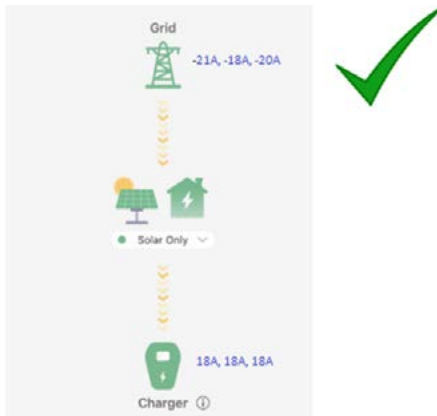 Grid
-21A, -18A, -20A
Solar Only
18A, 18A, 18A
Charger